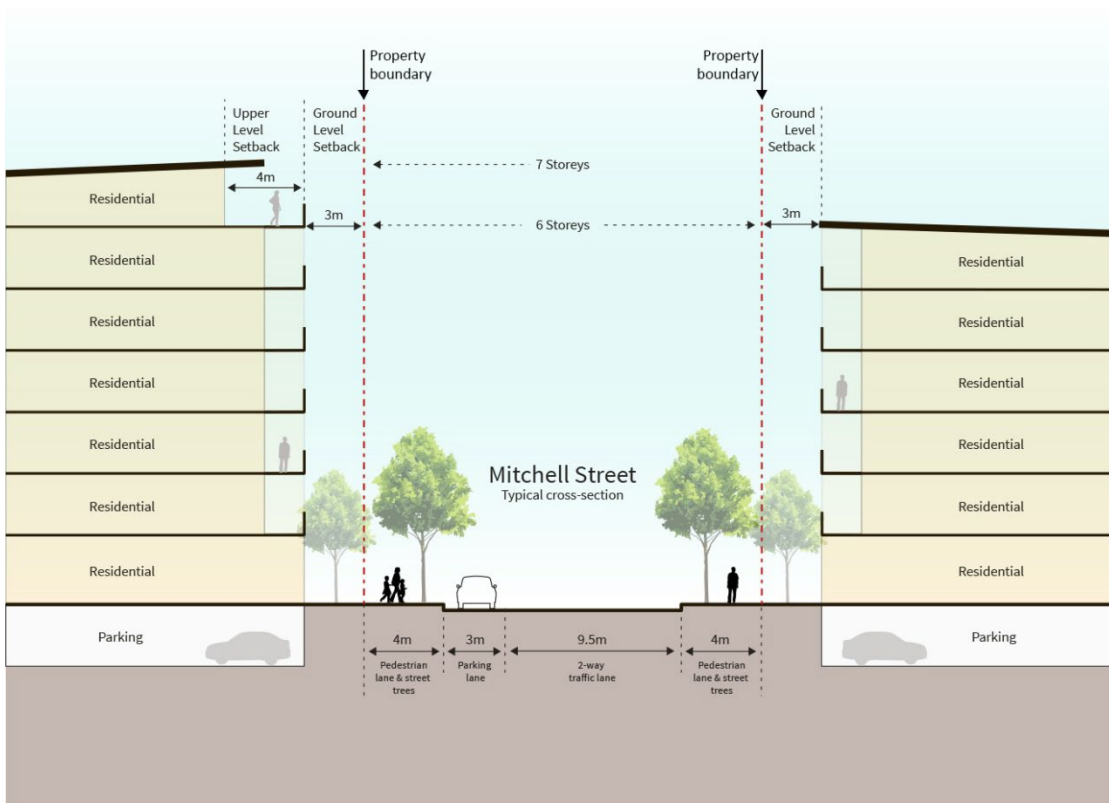 Property
boundary
Property
boundary
Upper
Level
Setback
Ground
Level
Setback
Ground
Level
Setback
7 Storeys
4m
Residential
3m
6 Storeys
3m
Residential
Residential
Residential
Residential
Residential
Residential
Residential
Residential
Mitchell Street
Typical cross-section
Residential
Residential
Residential
Residential
Parking
Parking
4m
3m
9.5m
4m
Pedestrian
lane & street
trees
Parking
lane
2-way
traffic lane
Pedestrian
lane & street
trees